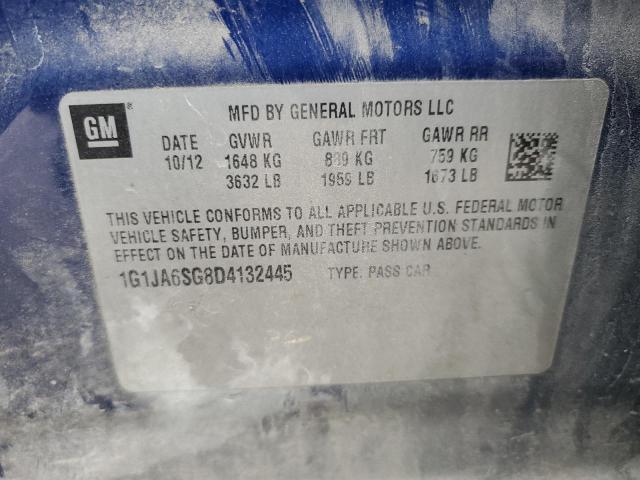 GM®
MFD BY GENERAL MOTORS LLC
DATE GVWR GAWR FRT GAWR RR
10/12 1648 KG 889 KG 759 KG
3632 LB 1959 LB 1673 LB
THIS VEHICLE CONFORMS TO ALL APPLICABLE U.S. FEDERAL MOTOR
VEHICLE SAFETY, BUMPER, AND THEFT PREVENTION STANDARDS IN
EFFECT ON THE DATE OF MANUFACTURE SHOWN ABOVE.
1G1JA6SG8D4132445 TYPE: PASS CAR